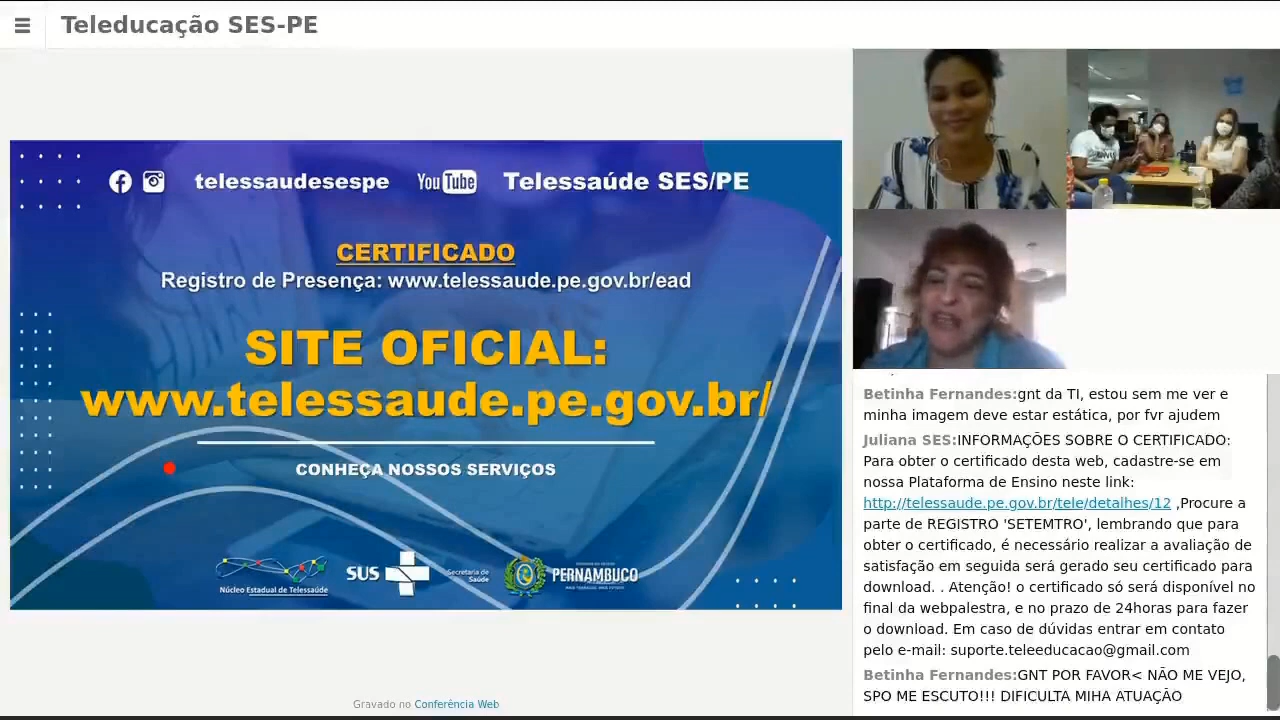 Teleducação SES-PE
telessaudesespe
YouTube
Telessaúde SES/PE
CERTIFICADO
Registro de Presença: www.telessaude.pe.gov.br/ead
SITE OFICIAL:
www.telessaude.pe.gov.br/
CONHEÇA NOSSOS SERVIÇOS
Núcleo Estadual de Telessaúde
SUS
Secretaria de
Saúde
PERNAMBUCO
Gravado no Conferência Web
Betinha Fernandes:gnt da TI, estou sem me ver e
minha imagem deve estar estática, por fvr ajudem
Juliana SES:INFORMAÇÕES SOBRE O CERTIFICADO:
Para obter o certificado desta web, cadastre-se em
nossa Plataforma de Ensino neste link:
http://telessaude.pe.gov.br/tele/detalhes/12 ,Procure a
parte de REGISTRO 'SETEMTRO', lembrando que para
obter o certificado, é necessário realizar a avaliação de
satisfação em seguida será gerado seu certificado para
download. . Atenção! o certificado só será disponível no
final da webpalestra, e no prazo de 24horas para fazer
o download. Em caso de dúvidas entrar em contato
pelo e-mail: suporte.teleeducacao@gmail.com
Betinha Fernandes:GNT POR FAVOR< NÃO ME VEJO,
SPO ME ESCUTO!!! DIFICULTA MIHA ATUAÇÃO